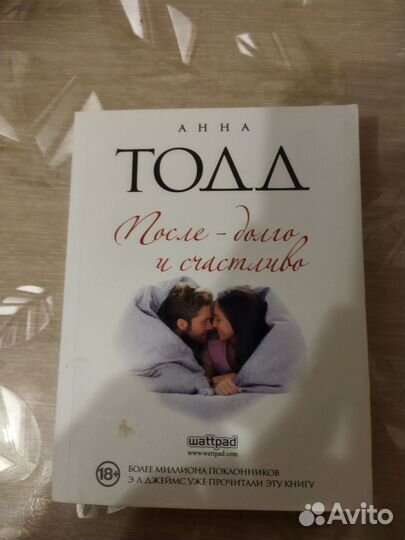 АННА
ТОДД
После – долго
и счастливо
wattpad
www.wattpad.com
18+
БОЛЕЕ МИЛЛИОНА ПОКЛОННИКОВ
Э Л ДЖЕЙМС УЖЕ ПРОЧИТАЛИ ЭТУ КНИГУ
Avito